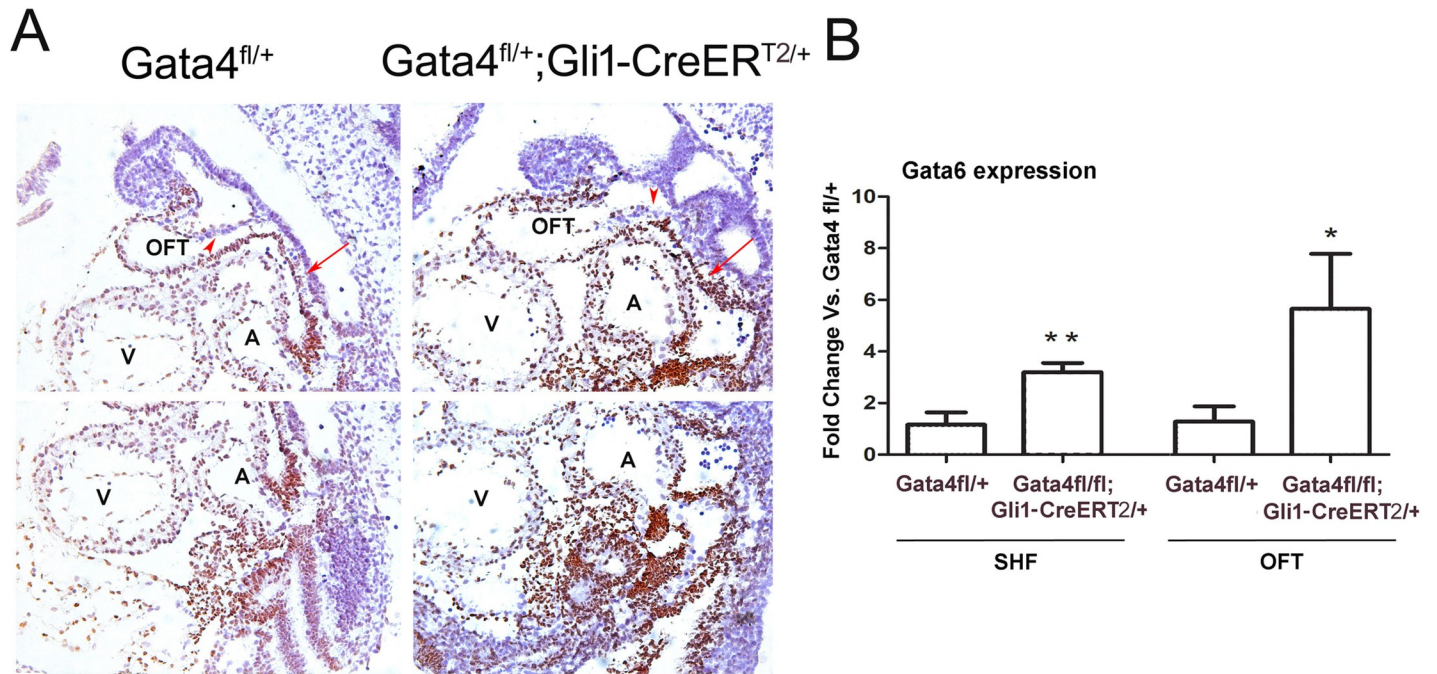 A
Gata4fl/+
Gata4fl/+;Gli1-CreERT2/+
OFT
A
V
OFT
A
V
A
V
A
V
B
Gata6 expression
Fold Change Vs. Gata4 fl/+
10
8
6
4
2
0
**
*
Gata4fl/+
Gata4fl/fl;
Gli1-CreERT2/+
Gata4fl/+
Gata4fl/fl;
Gli1-CreERT2/+
SHF
OFT